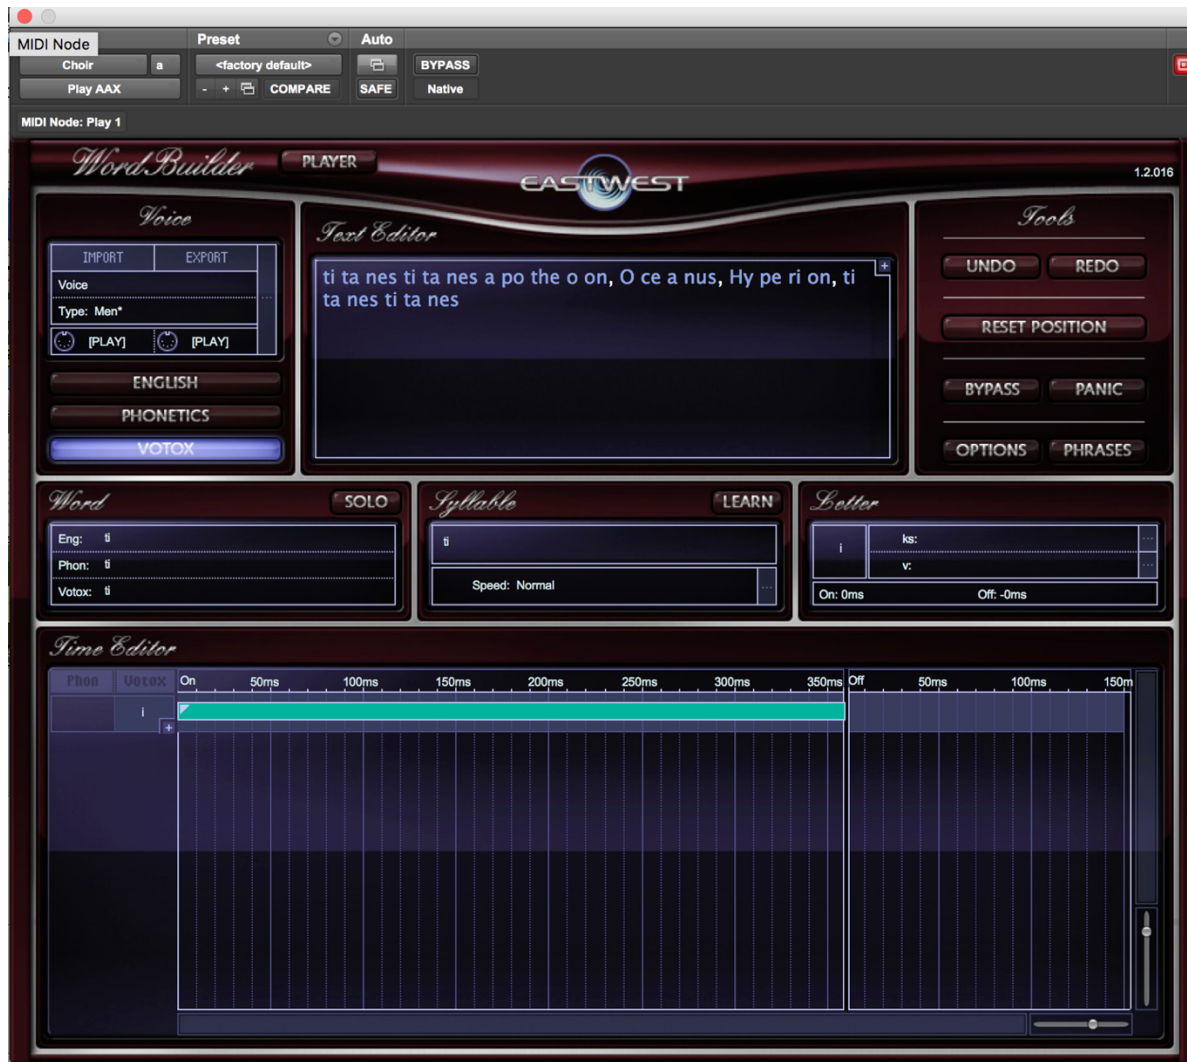 MIDI Node
Preset
Auto
Choir
a
<factory default>
BYPASS
Play AAX
- +
COMPARE
SAFE
Native
MIDI Node: Play 1
WordBuilder
PLAYER
EASTWEST
1.2.016
Voice
IMPORT
EXPORT
Voice
...
Type: Men*
[PLAY]
[PLAY]
ENGLISH
PHONETICS
VOTOX
Text Editor
+
ti ta nes ti ta nes a po the o on, O ce a nus, Hy pe ri on, ti
ta nes ti ta nes
Tools
UNDO
REDO
RESET POSITION
BYPASS
PANIC
OPTIONS
PHRASES
Word
SOLO
Eng: ti
Phon: ti
Votox: ti
Syllable
LEARN
ti
Speed: Normal
...
Letter
i
ks:
...
v:
...
On: 0ms
Off: -0ms
Time Editor
Phon
Votox
On 50ms 100ms 150ms 200ms 250ms 300ms 350ms Off 50ms 100ms 150m
i
+